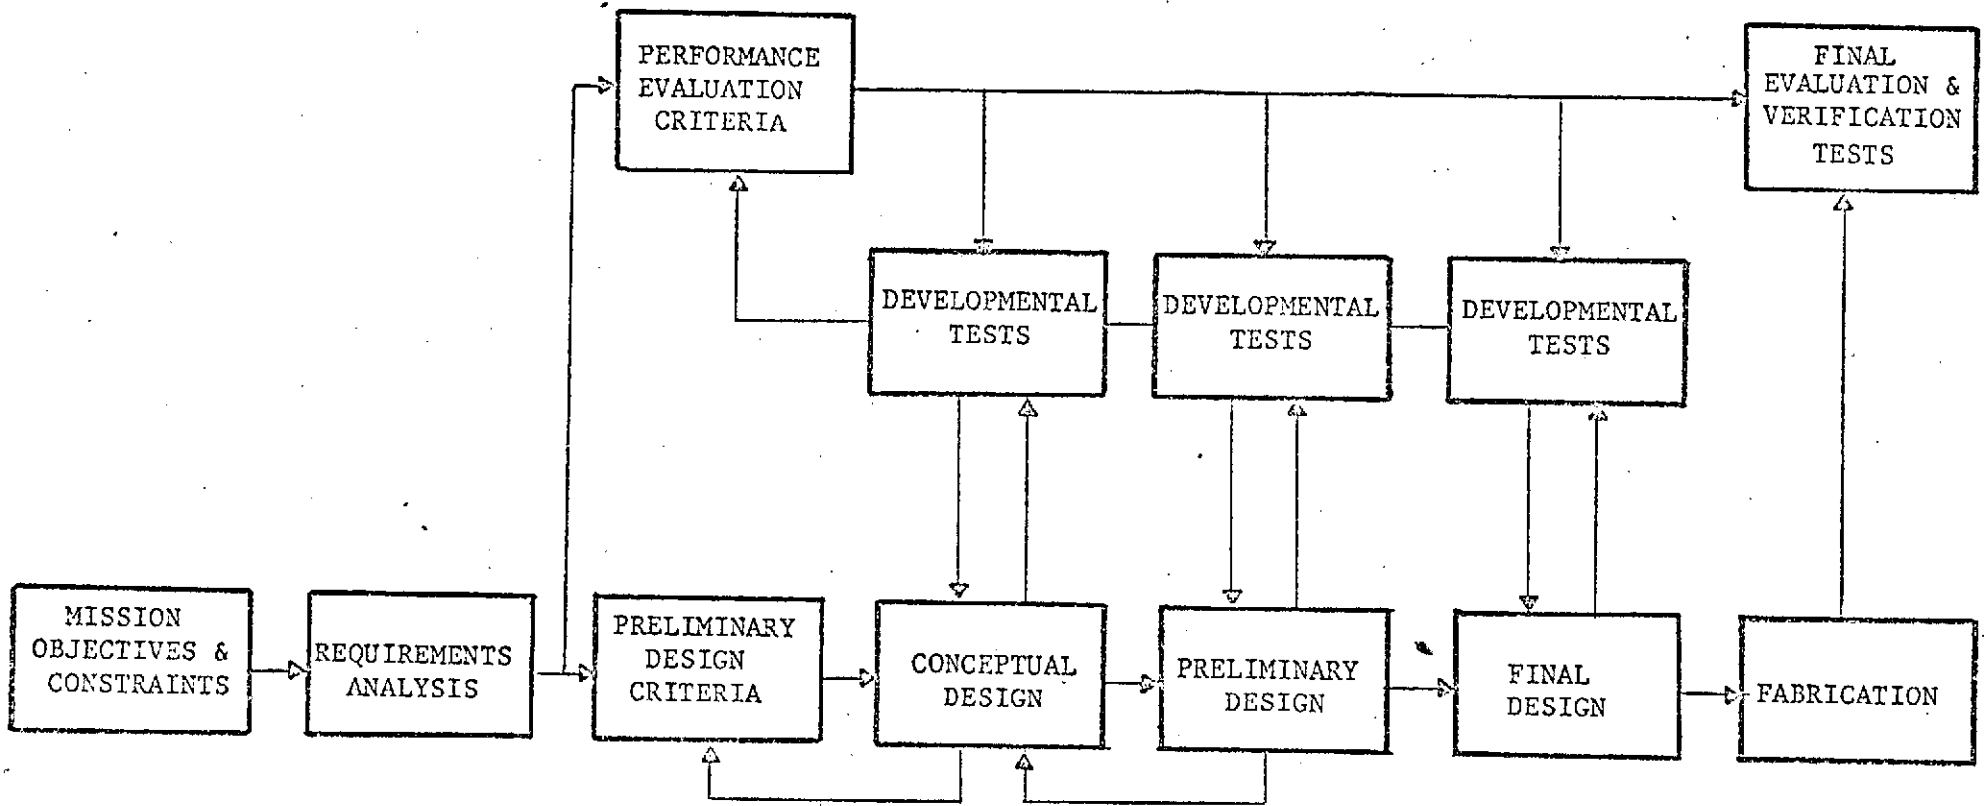 PERFORMANCE
EVALUATION
CRITERIA
FINAL
EVALUATION &
VERIFICATION
TESTS
DEVELOPMENTAL
TESTS
DEVELOPMENTAL
TESTS
DEVELOPMENTAL
TESTS
MISSION
OBJECTIVES &
CONSTRAINTS
REQUIREMENTS
ANALYSIS
PRELIMINARY
DESIGN
CRITERIA
CONCEPTUAL
DESIGN
PRELIMINARY
DESIGN
FINAL
DESIGN
FABRICATION